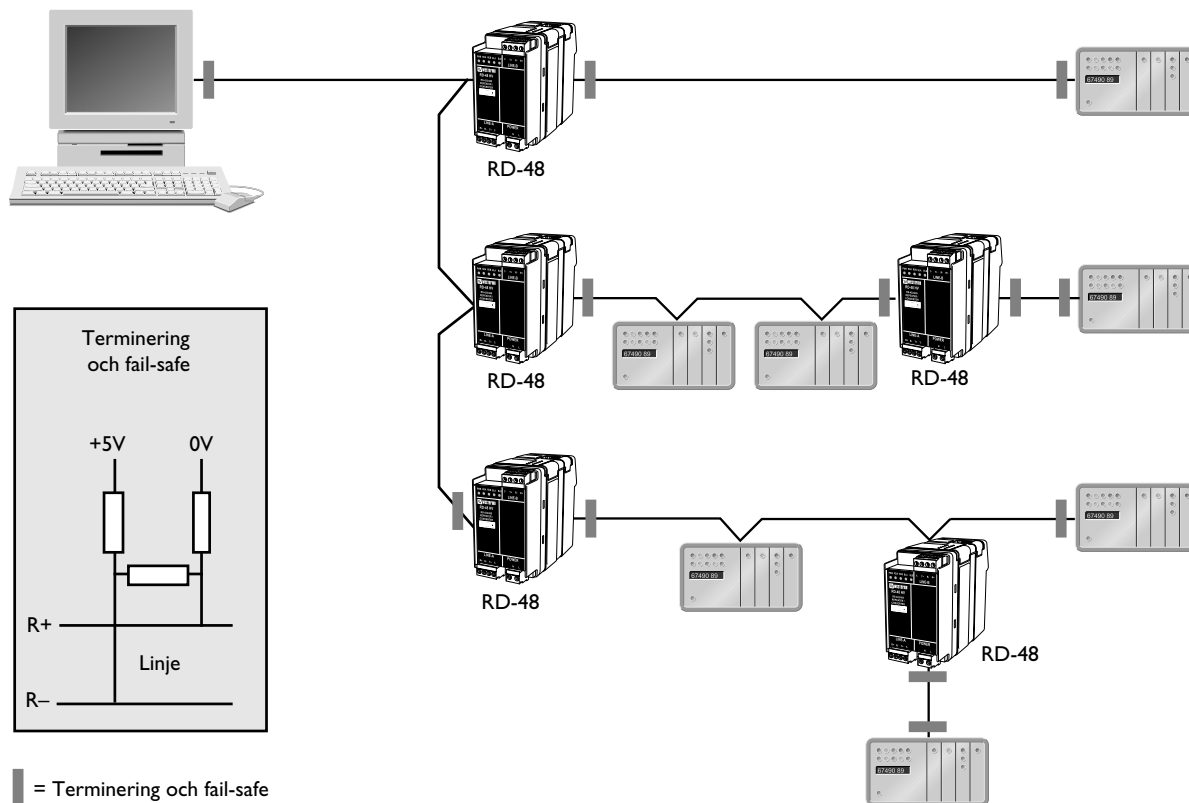 RD-48
67490 89
RD-48
67490 89
67490 89
RD-48
67490 89
Terminering
och fail-safe
+5V 0V
R+
Linje
R–
RD-48
67490 89
67490 89
RD-48
67490 89
= Terminering och fail-safe